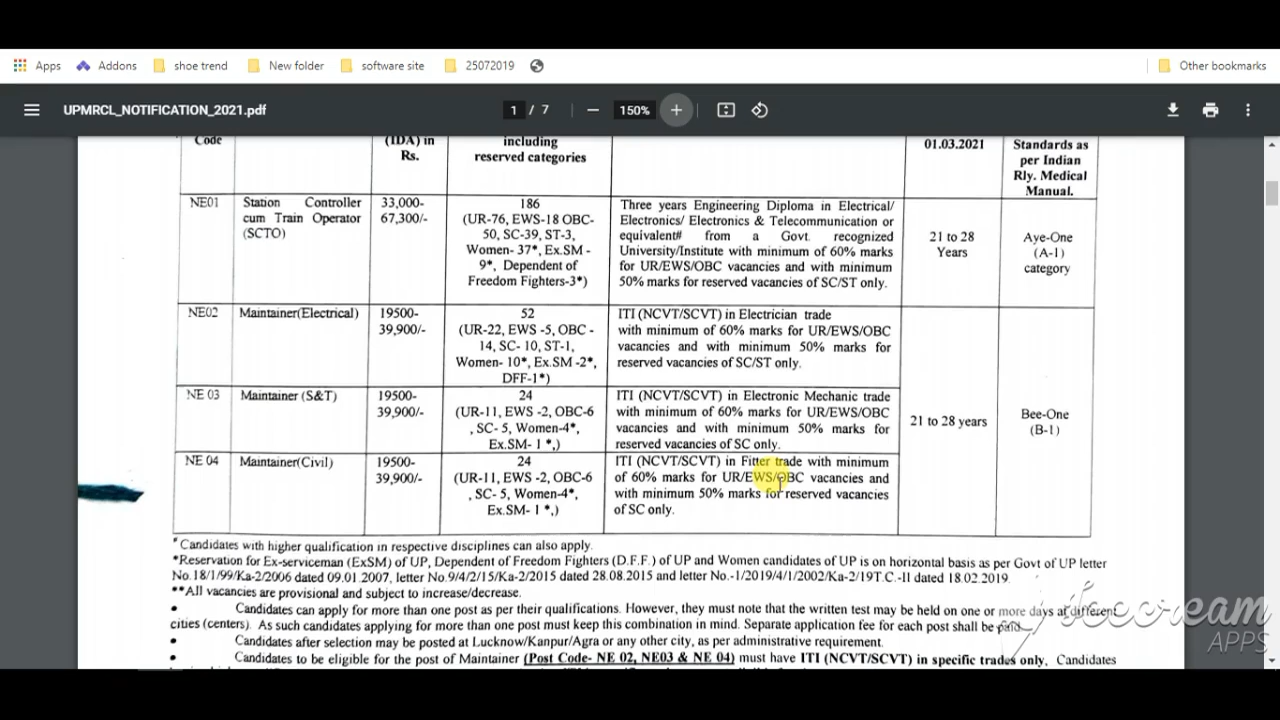 Apps Addons shoe trend New folder software site 25072019 Other bookmarks
UPMRCL_NOTIFICATION_2021.pdf 1 / 7 150%
Code
(IDA) in
Rs.
including
reserved categories
01.03.2021
Standards as
per Indian
Rly. Medical
Manual.
NE01
Station Controller
cum Train Operator
(SCTO)
33,000-
67,300/-
186
(UR-76, EWS-18 OBC-
50, SC-39, ST-3,
Women- 37*, Ex.SM -
9*, Dependent of
Freedom Fighters-3*)
Three years Engineering Diploma in Electrical/
Electronics/ Electronics & Telecommunication or
equivalent# from a Govt. recognized
University/Institute with minimum of 60% marks
for UR/EWS/OBC vacancies and with minimum
50% marks for reserved vacancies of SC/ST only.
21 to 28
Years
Aye-One
(A-1)
category
NE02
Maintainer(Electrical)
19500-
39,900/-
52
(UR-22, EWS -5, OBC -
14, SC- 10, ST-1,
Women- 10*, Ex.SM -2*,
DFF-1*)
ITI (NCVT/SCVT) in Electrician trade
with minimum of 60% marks for UR/EWS/OBC
vacancies and with minimum 50% marks for
reserved vacancies of SC/ST only.
NE 03
Maintainer (S&T)
19500-
39,900/-
24
(UR-11, EWS -2, OBC-6
, SC- 5, Women-4*,
Ex.SM- 1 *,)
ITI (NCVT/SCVT) in Electronic Mechanic trade
with minimum of 60% marks for UR/EWS/OBC
vacancies and with minimum 50% marks for
reserved vacancies of SC only.
21 to 28 years
Bee-One
(B-1)
NE 04
Maintainer(Civil)
19500-
39,900/-
24
(UR-11, EWS -2, OBC-6
, SC- 5, Women-4*,
Ex.SM- 1 *,)
ITI (NCVT/SCVT) in Fitter trade with minimum
of 60% marks for UR/EWS/OBC vacancies and
with minimum 50% marks for reserved vacancies
of SC only.
Candidates with higher qualification in respective disciplines can also apply.
*Reservation for Ex-serviceman (ExSM) of UP, Dependent of Freedom Fighters (D.F.F.) of UP and Women candidates of UP is on horizontal basis as per Govt of UP letter
No.18/1/99/Ka-2/2006 dated 09.01.2007, letter No.9/4/2/15/Ka-2/2015 dated 28.08.2015 and letter No.-1/2019/4/1/2002/Ka-2/19T.C.-II dated 18.02.2019.
**All vacancies are provisional and subject to increase/decrease.
• Candidates can apply for more than one post as per their qualifications. However, they must note that the written test may be held on one or more days at different
cities (centers). As such candidates applying for more than one post must keep this combination in mind. Separate application fee for each post shall be paid.
• Candidates after selection may be posted at Lucknow/Kanpur/Agra or any other city, as per administrative requirement.
• Candidates to be eligible for the post of Maintainer (Post Code- NE 02, NE03 & NE 04) must have ITI (NCVT/SCVT) in specific trades only. Candidates
APPS